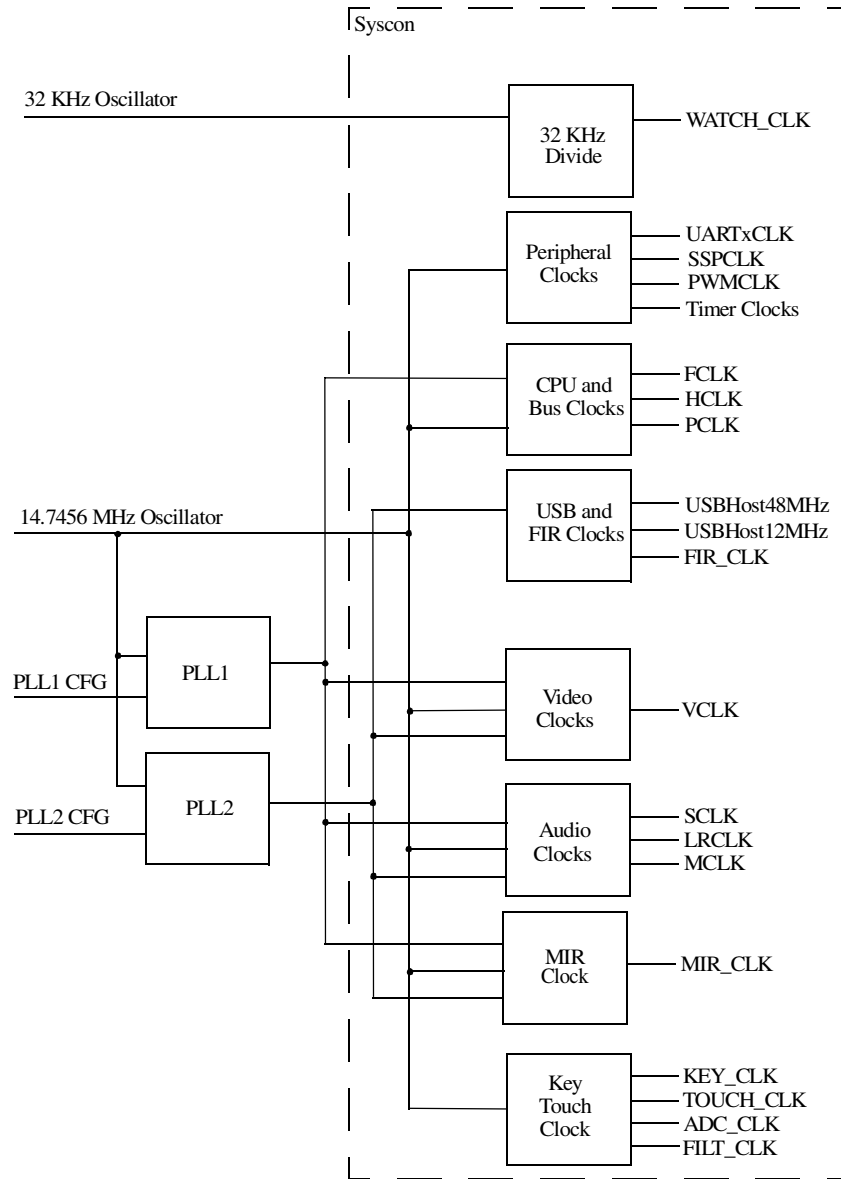 Syscon
32 KHz Oscillator
32 KHz
Divide
WATCH_CLK
Peripheral
Clocks
UARTxCLK
SSPCLK
PWMCLK
Timer Clocks
CPU and
Bus Clocks
FCLK
HCLK
PCLK
14.7456 MHz Oscillator
USB and
FIR Clocks
USBHost48MHz
USBHost12MHz
FIR_CLK
PLL1
PLL1 CFG
Video
Clocks
VCLK
PLL2
PLL2 CFG
Audio
Clocks
SCLK
LRCLK
MCLK
MIR
Clock
MIR_CLK
Key
Touch
Clock
KEY_CLK
TOUCH_CLK
ADC_CLK
FILT_CLK